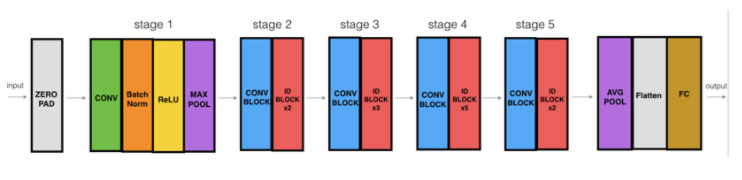 stage 1
stage 2
stage 3
stage 4
stage 5
input
ZERO
PAD
CONV
Batch
Norm
ReLU
MAX
POOL
CONV
BLOCK
ID
BLOCK
x2
CONV
BLOCK
ID
BLOCK
x3
CONV
BLOCK
ID
BLOCK
x5
CONV
BLOCK
ID
BLOCK
x2
AVG
POOL
Flatten
FC
output